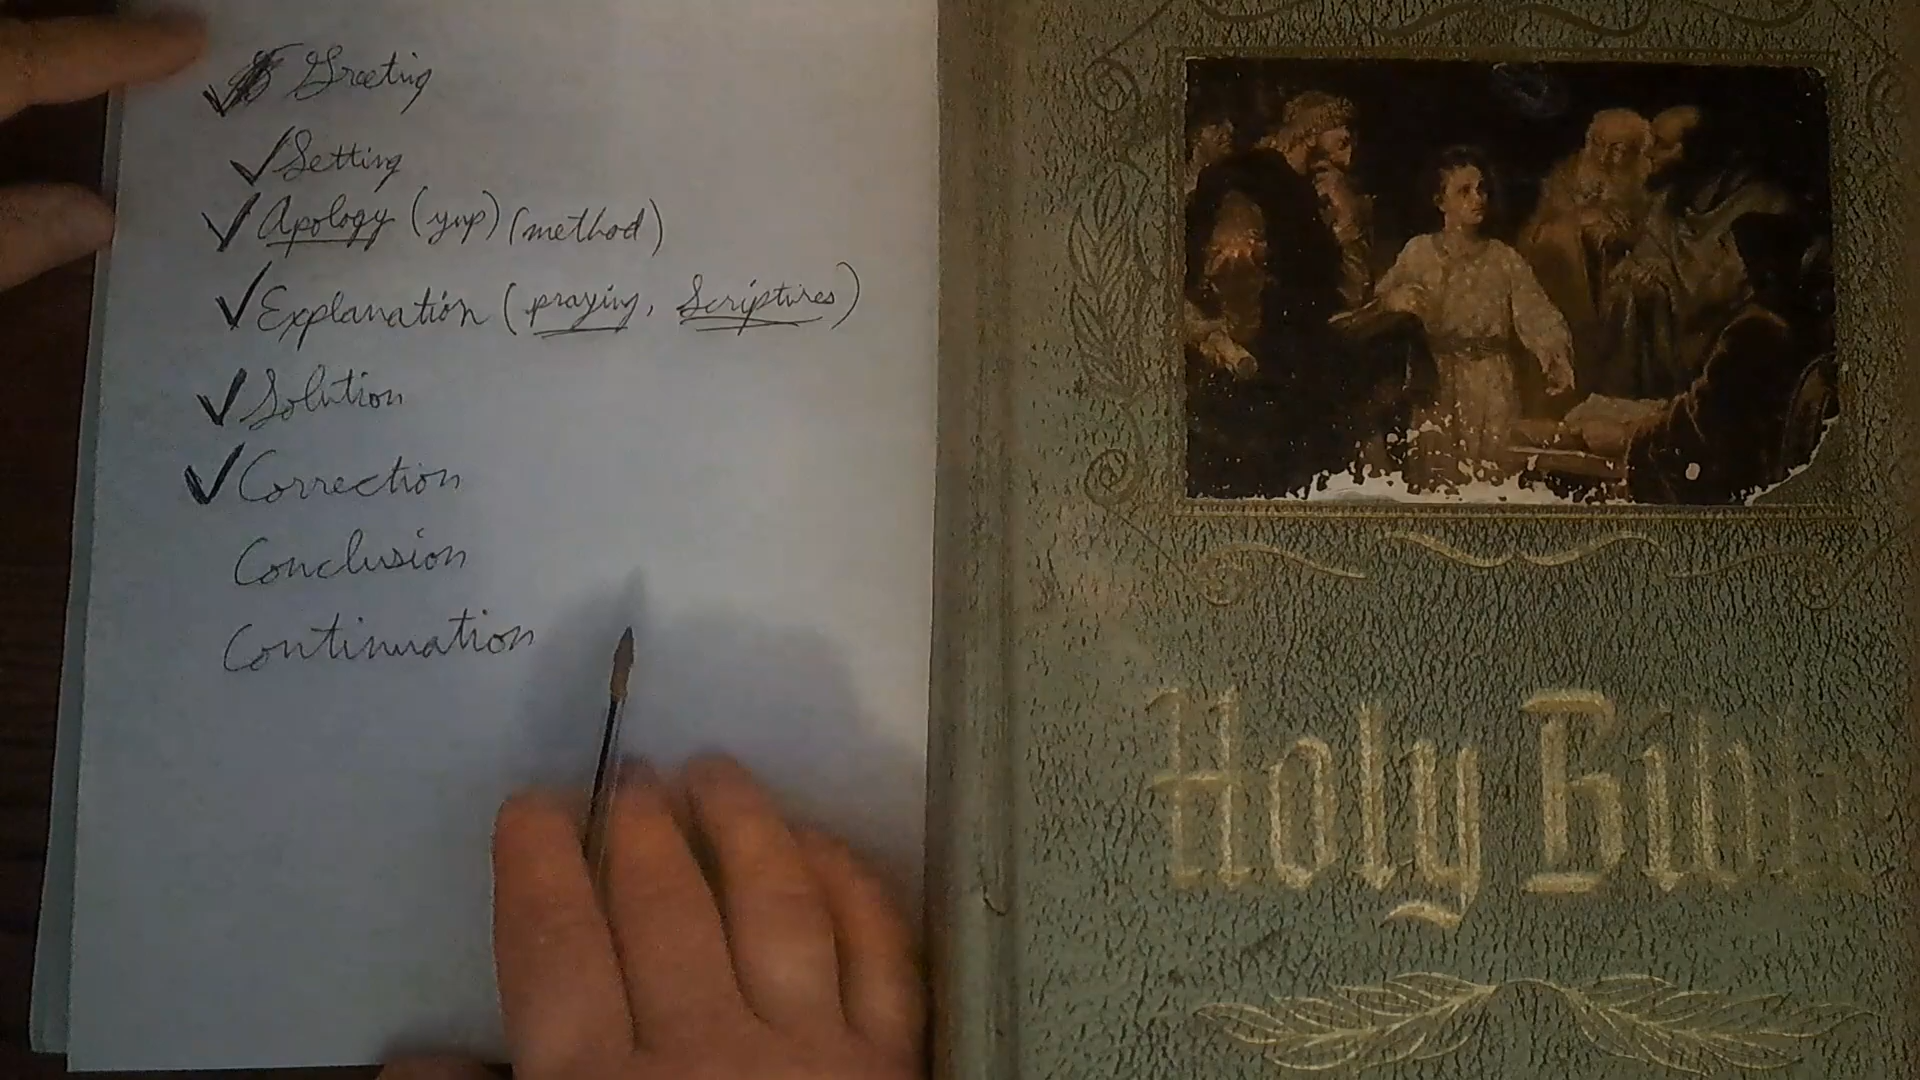 Greeting
✓ Setting
✓ Apology (yup) (method)
✓ Explanation (praying, Scriptures)
✓ Solution
✓ Correction
Conclusion
Continuation
Holy Bible